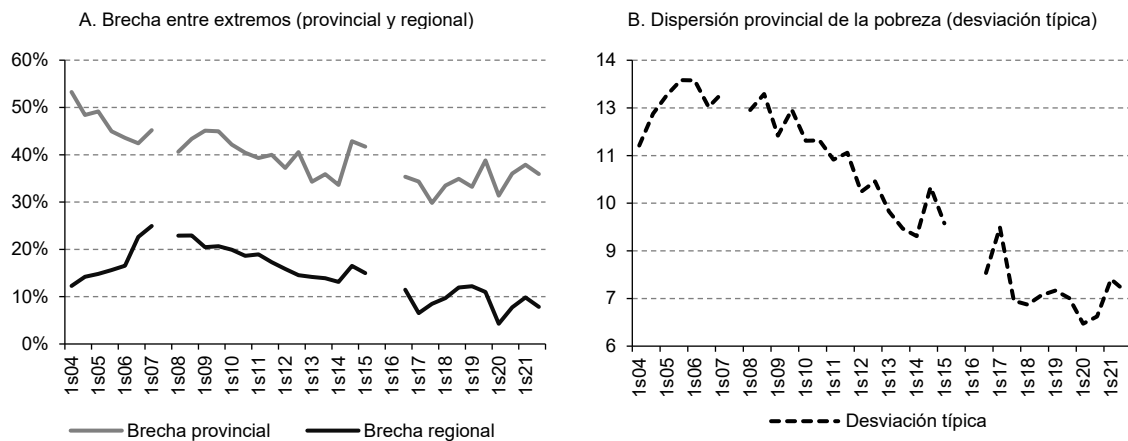 A. Brecha entre extremos (provincial y regional)
60%
50%
40%
30%
20%
10%
0%
1s04
1s05
1s06
1s07
1s08
1s09
1s10
1s11
1s12
1s13
1s14
1s15
1s16
1s17
1s18
1s19
1s20
1s21
Brecha provincial
Brecha regional
B. Dispersión provincial de la pobreza (desviación típica)
14
13
11
10
9
7
6
1s04
1s05
1s06
1s07
1s08
1s09
1s10
1s11
1s12
1s13
1s14
1s15
1s16
1s17
1s18
1s19
1s20
1s21
Desviación típica